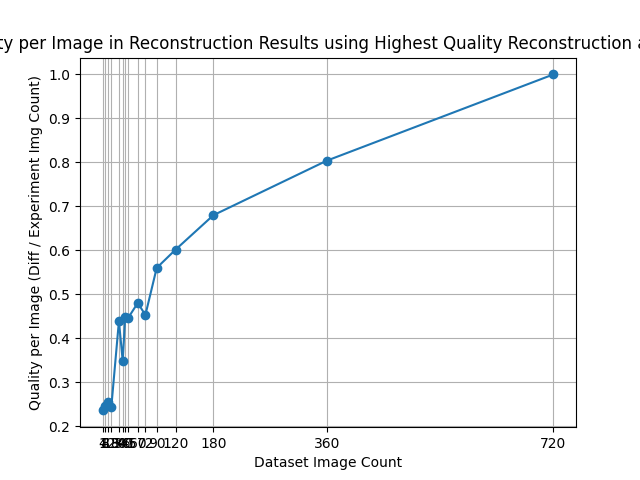 ty per Image in Reconstruction Results using Highest Quality Reconstruction a
1.0
0.9
0.8
0.7
0.6
0.5
0.4
0.3
0.2
Quality per Image (Diff / Experiment Img Count)
90 120 180 360 720
Dataset Image Count